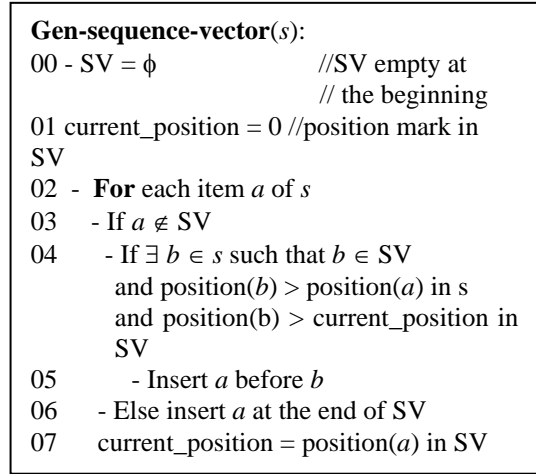 Gen-sequence-vector(s):
00 - SV = ϕ //SV empty at
// the beginning
01 current_position = 0 //position mark in
SV
02 - For each item a of s
03 - If a ∉ SV
04 - If ∃ b ∈ s such that b ∈ SV
and position(b) > position(a) in s
and position(b) > current_position in
SV
05 - Insert a before b
06 - Else insert a at the end of SV
07 current_position = position(a) in SV